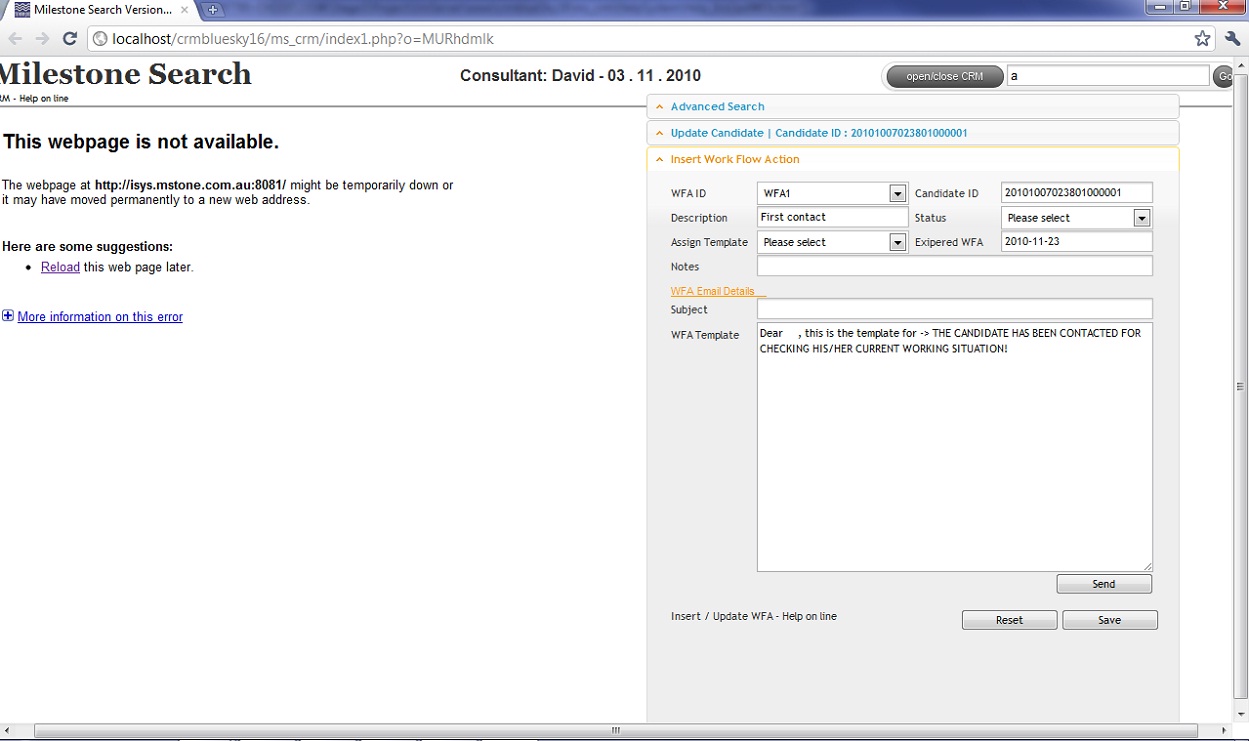 Milestone Search Version...
localhost/crmbluesky16/ms_crm/index1.php?o=MURhdmlk
Milestone Search
Consultant: David - 03 . 11 . 2010
open/close CRM
a
Go
RM - Help on line
Advanced Search
Update Candidate | Candidate ID : 20101007023801000001
Insert Work Flow Action
This webpage is not available.
The webpage at http://isys.mstone.com.au:8081/ might be temporarily down or
it may have moved permanently to a new web address.
Here are some suggestions:
Reload this web page later.
More information on this error
WFA ID WFA1 Candidate ID 20101007023801000001
Description First contact Status Please select
Assign Template Please select Exipered WFA 2010-11-23
Notes
WFA Email Details
Subject
WFA Template
Dear , this is the template for -> THE CANDIDATE HAS BEEN CONTACTED FOR
CHECKING HIS/HER CURRENT WORKING SITUATION!
Send
Insert / Update WFA - Help on line
Reset
Save